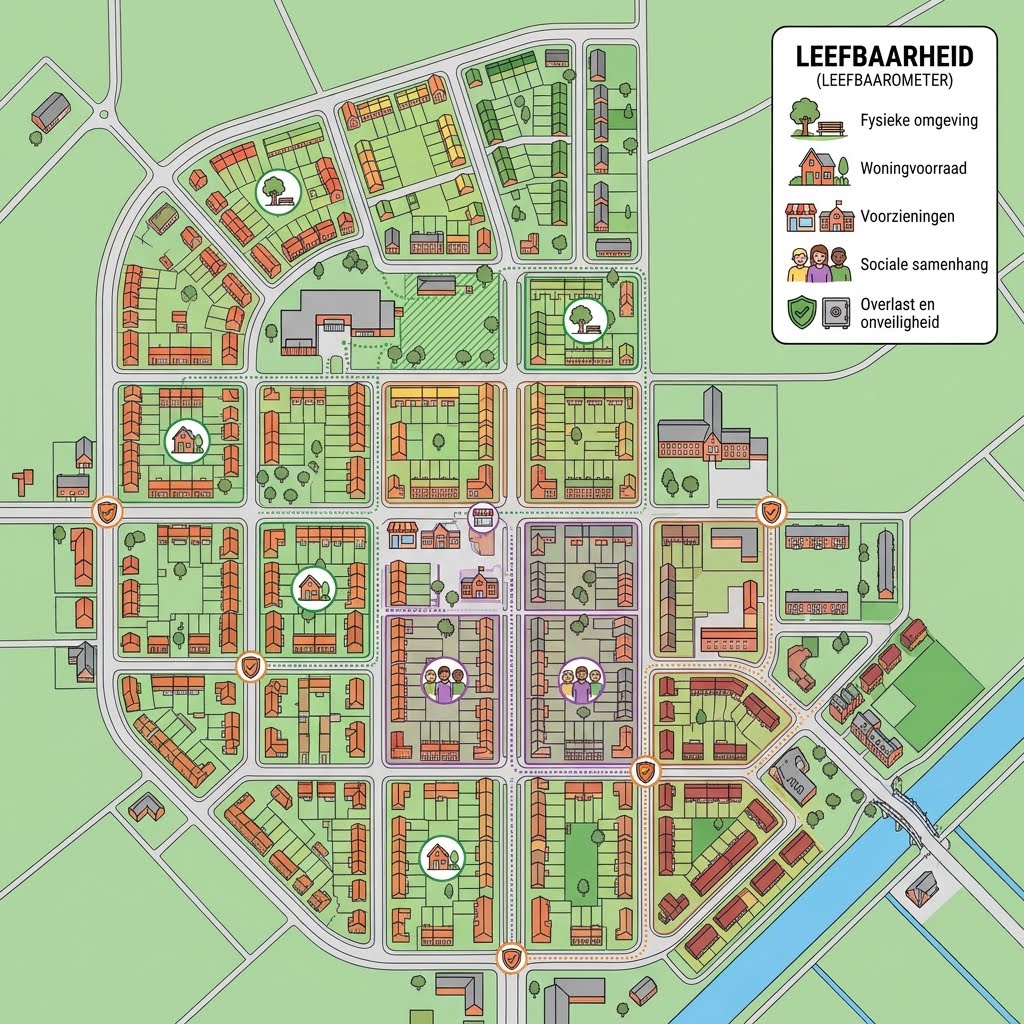 LEEFBAARHEID
(LEEFBAAROMETER)
Fysieke omgeving
Woningvoorraad
Voorzieningen
Sociale samenhang
Overlast en
onveiligheid